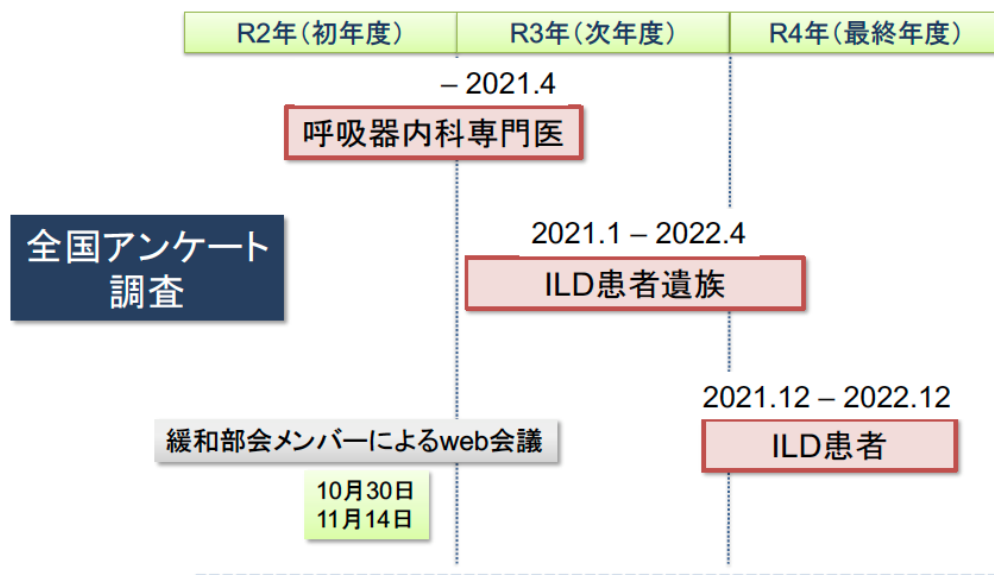 R2年（初年度）
R3年（次年度）
R4年（最終年度）
– 2021.4
呼吸器内科専門医
全国アンケート
調査
2021.1 – 2022.4
ILD患者遺族
2021.12 – 2022.12
ILD患者
緩和部会メンバーによるweb会議
10月30日
11月14日